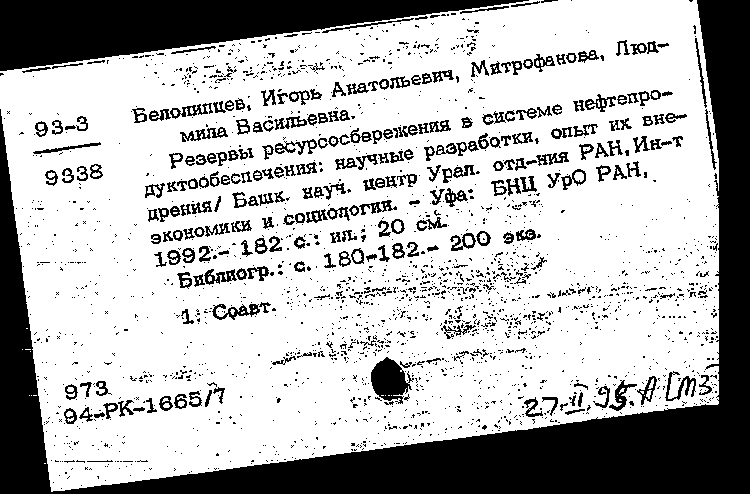 93-3
9338
Белолипцев, Игорь Анатольевич, Митрофанова, Люд-
мила Васильевна.
Резервы ресурсосбережения в системе нефтепро-
дуктообеспечения: научные разработки, опыт их вне-
дрения/ Башк. науч. центр Урал. отд-ния РАН, Ин-т
экономики и социологии. - Уфа: БНЦ УрО РАН,
1992.- 182 с.: ил.; 20 см.
Библиогр.: с. 180-182.- 200 экз.
1. Соавт.
973
94-РК-1665/7
27-II 95. А [МЗ